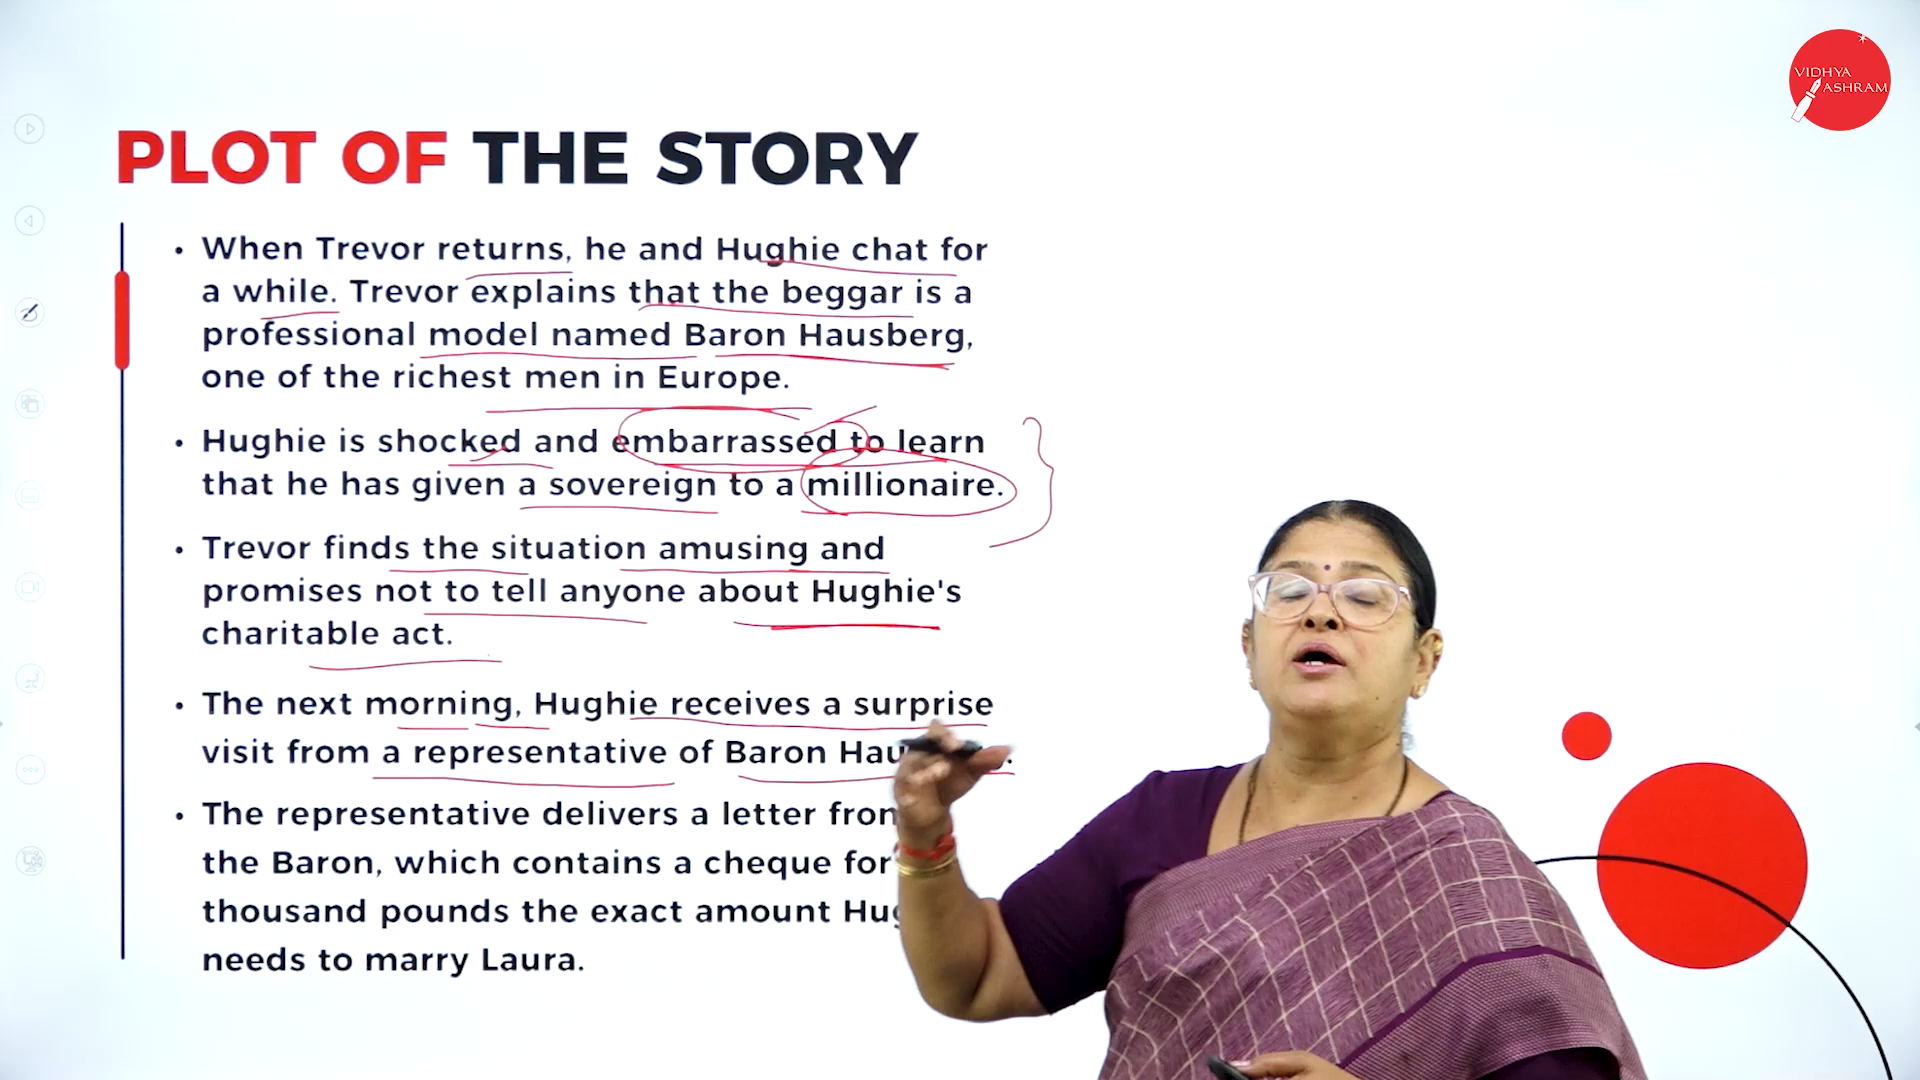 VIDHYA
ASHRAM
PLOT OF THE STORY
• When Trevor returns, he and Hughie chat for
a while. Trevor explains that the beggar is a
professional model named Baron Hausberg,
one of the richest men in Europe.
• Hughie is shocked and embarrassed to learn
that he has given a sovereign to a millionaire.
• Trevor finds the situation amusing and
promises not to tell anyone about Hughie's
charitable act.
• The next morning, Hughie receives a surprise
visit from a representative of Baron
• The representative delivers a letter
the Baron, which contains a cheque for
thousand pounds the exact amount
needs to marry Laura.